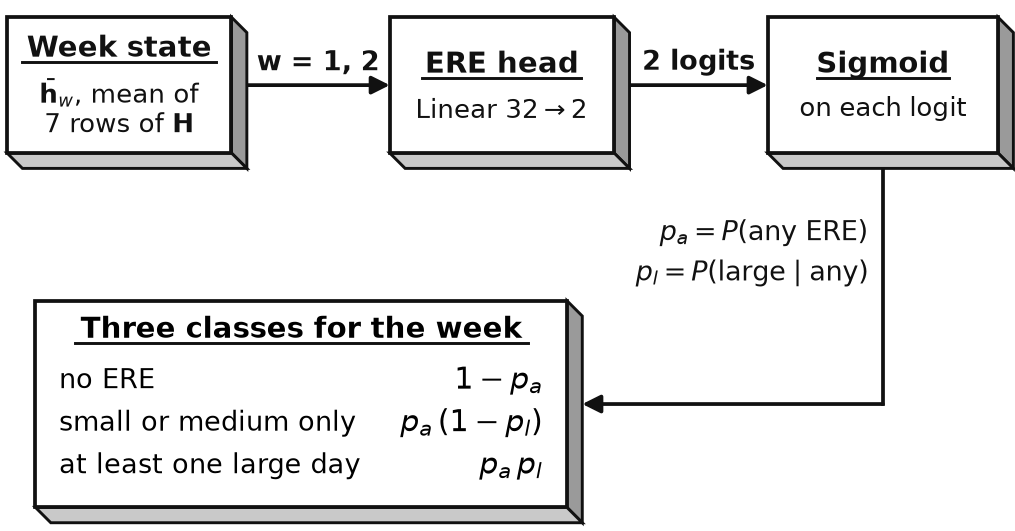 Week state
h̄w, mean of
7 rows of H
w = 1, 2
ERE head
Linear 32 → 2
2 logits
Sigmoid
on each logit
pa = P(any ERE)
pl = P(large | any)
Three classes for the week
no ERE 1 − pa
small or medium only pa (1 − pl)
at least one large day pa pl